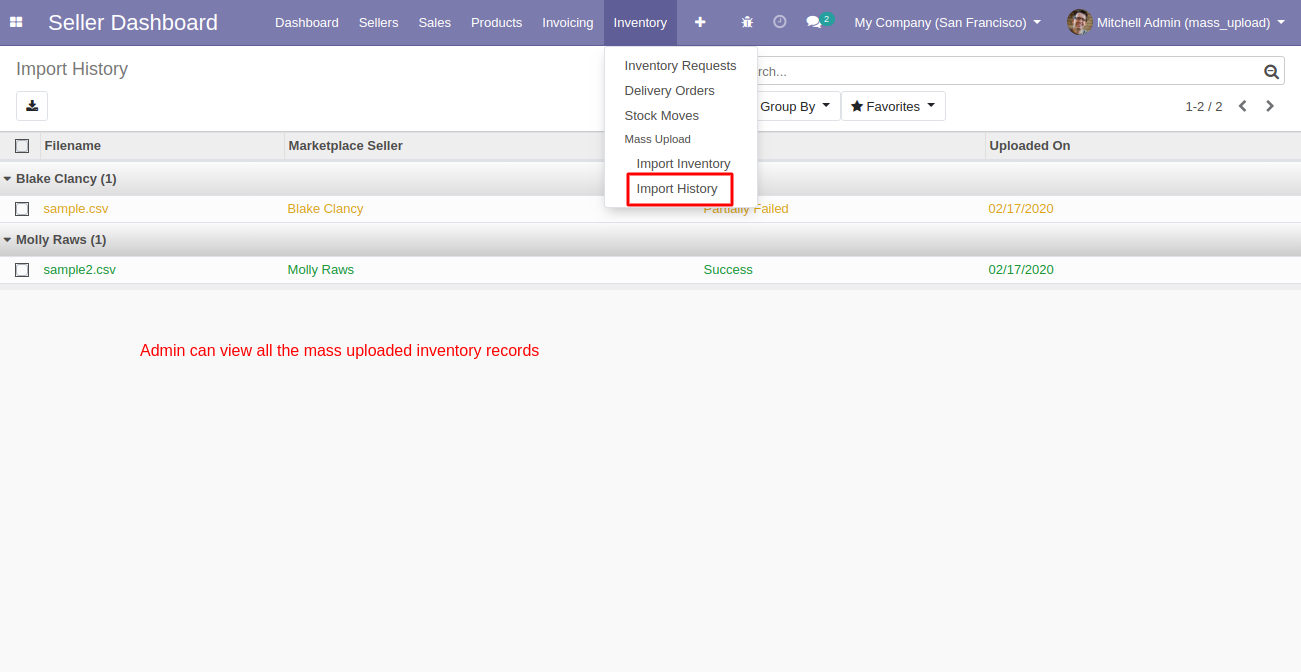 Seller Dashboard Dashboard Sellers Sales Products Invoicing Inventory 2 My Company (San Francisco) Mitchell Admin (mass_upload)
Import History
rch...
Group By Favorites 1-2 / 2
Inventory Requests
Delivery Orders
Stock Moves
Mass Upload
Import Inventory
Import History
Filename Marketplace Seller Uploaded On
Blake Clancy (1)
sample.csv Blake Clancy Partially Failed 02/17/2020
Molly Raws (1)
sample2.csv Molly Raws Success 02/17/2020
Admin can view all the mass uploaded inventory records